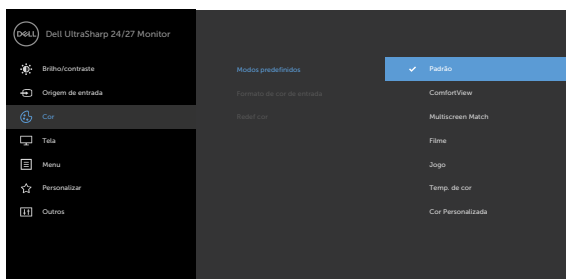 DELL
Dell UltraSharp 24/27 Monitor
Brilho/contraste
Origem de entrada
Cor
Tela
Menu
Personalizar
Outros
Modos predefinidos
Formato de cor de entrada
Redef cor
Padrão
ComfortView
Multiscreen Match
Filme
Jogo
Temp. de cor
Cor Personalizada